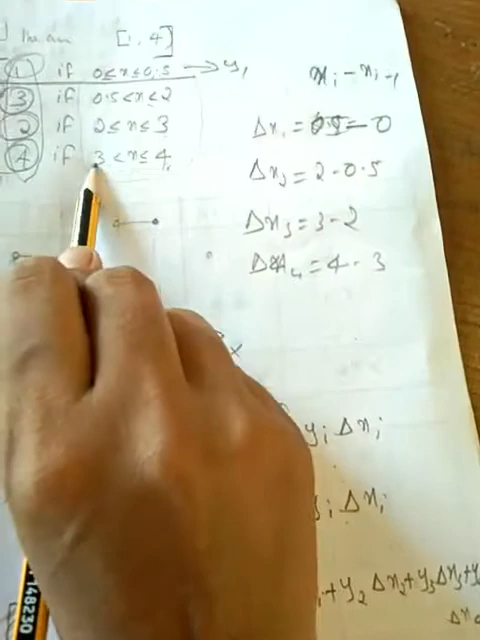 [1, 4]
1 if 0≤x≤0.5 → y₁
3 if 0.5<x≤2
2 if 2≤x≤3
4 if 3<x≤4
xᵢ - xᵢ₋₁
Δx₁ = 0.5 - 0
Δx₂ = 2 - 0.5
Δx₃ = 3 - 2
Δx₄ = 4 - 3
yᵢ Δxᵢ
Δxᵢ
+ y₂ Δx₂ + y₃ Δx₃ + y
748230